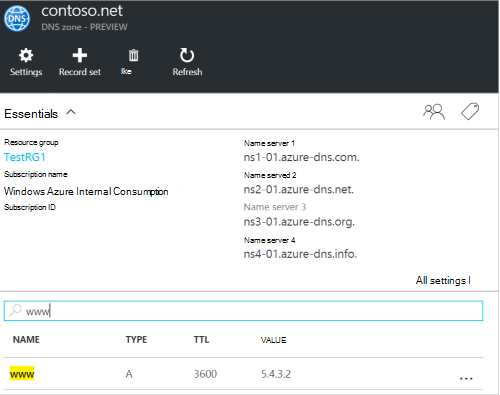 DNS
contoso.net
DNS zone - PREVIEW
Settings
Record set
Ike
Refresh
Essentials
Resource group
TestRG1
Subscription name
Windows Azure Internal Consumption
Subscription ID
Name server 1
ns1-01.azure-dns.com.
Name served 2
ns2-01.azure-dns.net.
Name server 3
ns3-01.azure-dns.org.
Name server 4
ns4-01.azure-dns.info.
All settings I
www
NAME TYPE TTL VALUE
www A 3600 5.4.3.2 ...